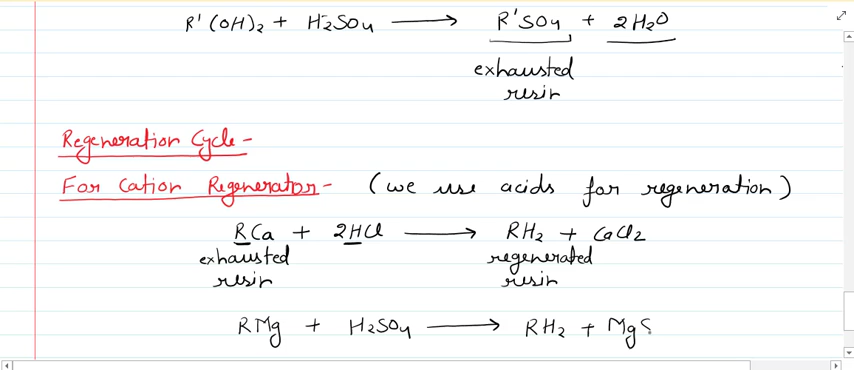 R'(OH)2 + H2SO4 → R'SO4 + 2H2O
exhausted
resin
Regeneration Cycle -
For Cation Regenerator - (we use acids for regeneration)
RCa + 2HCl → RH2 + CaCl2
exhausted regenerated
resin resin
RMg + H2SO4 → RH2 + MgS